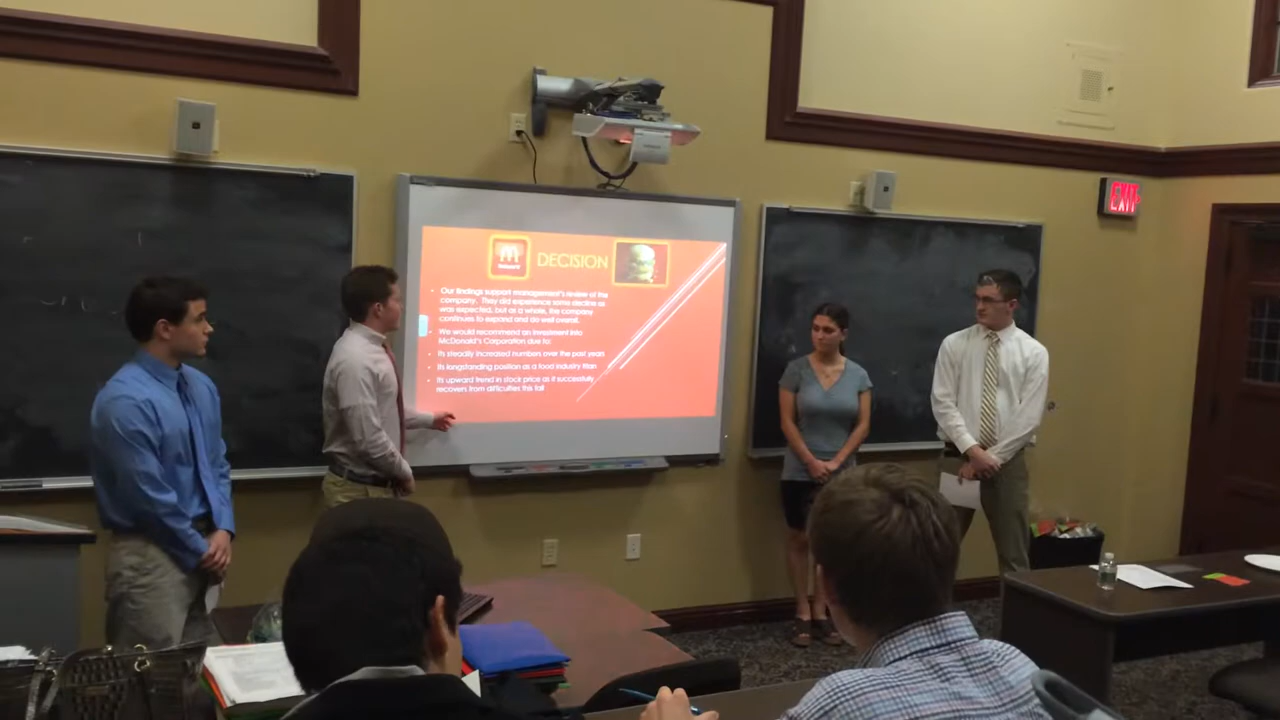 DECISION
Our findings support management's review of the
company. They did experience some decline as
was expected, but as a whole, the company
continues to expand and do well overall.
We would recommend an investment into
McDonald's Corporation due to:
Its steadily increased numbers over the past years
Its longstanding position as a food industry titan
Its upward trend in stock price as it successfully
recovers from difficulties this fall
EXIT